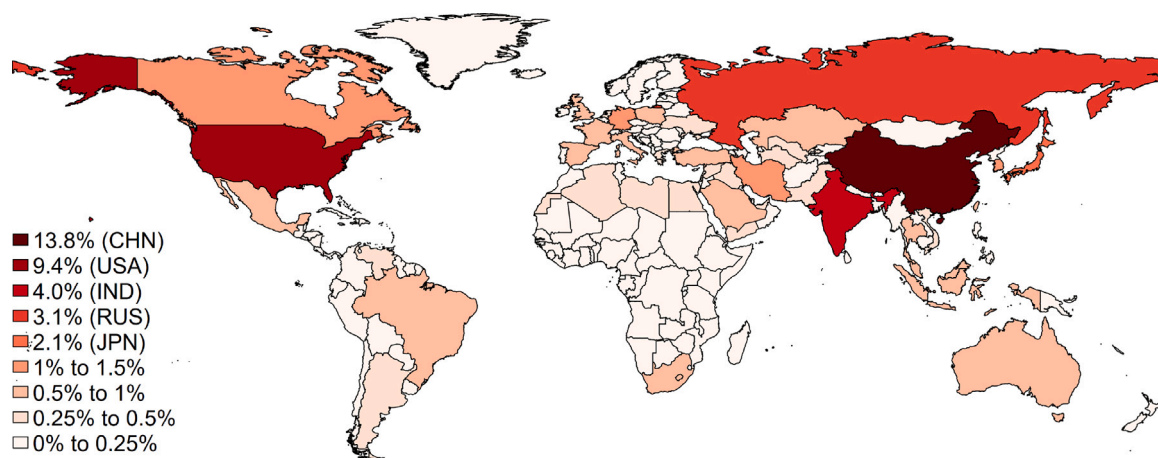 13.8% (CHN)
9.4% (USA)
4.0% (IND)
3.1% (RUS)
2.1% (JPN)
1% to 1.5%
0.5% to 1%
0.25% to 0.5%
0% to 0.25%